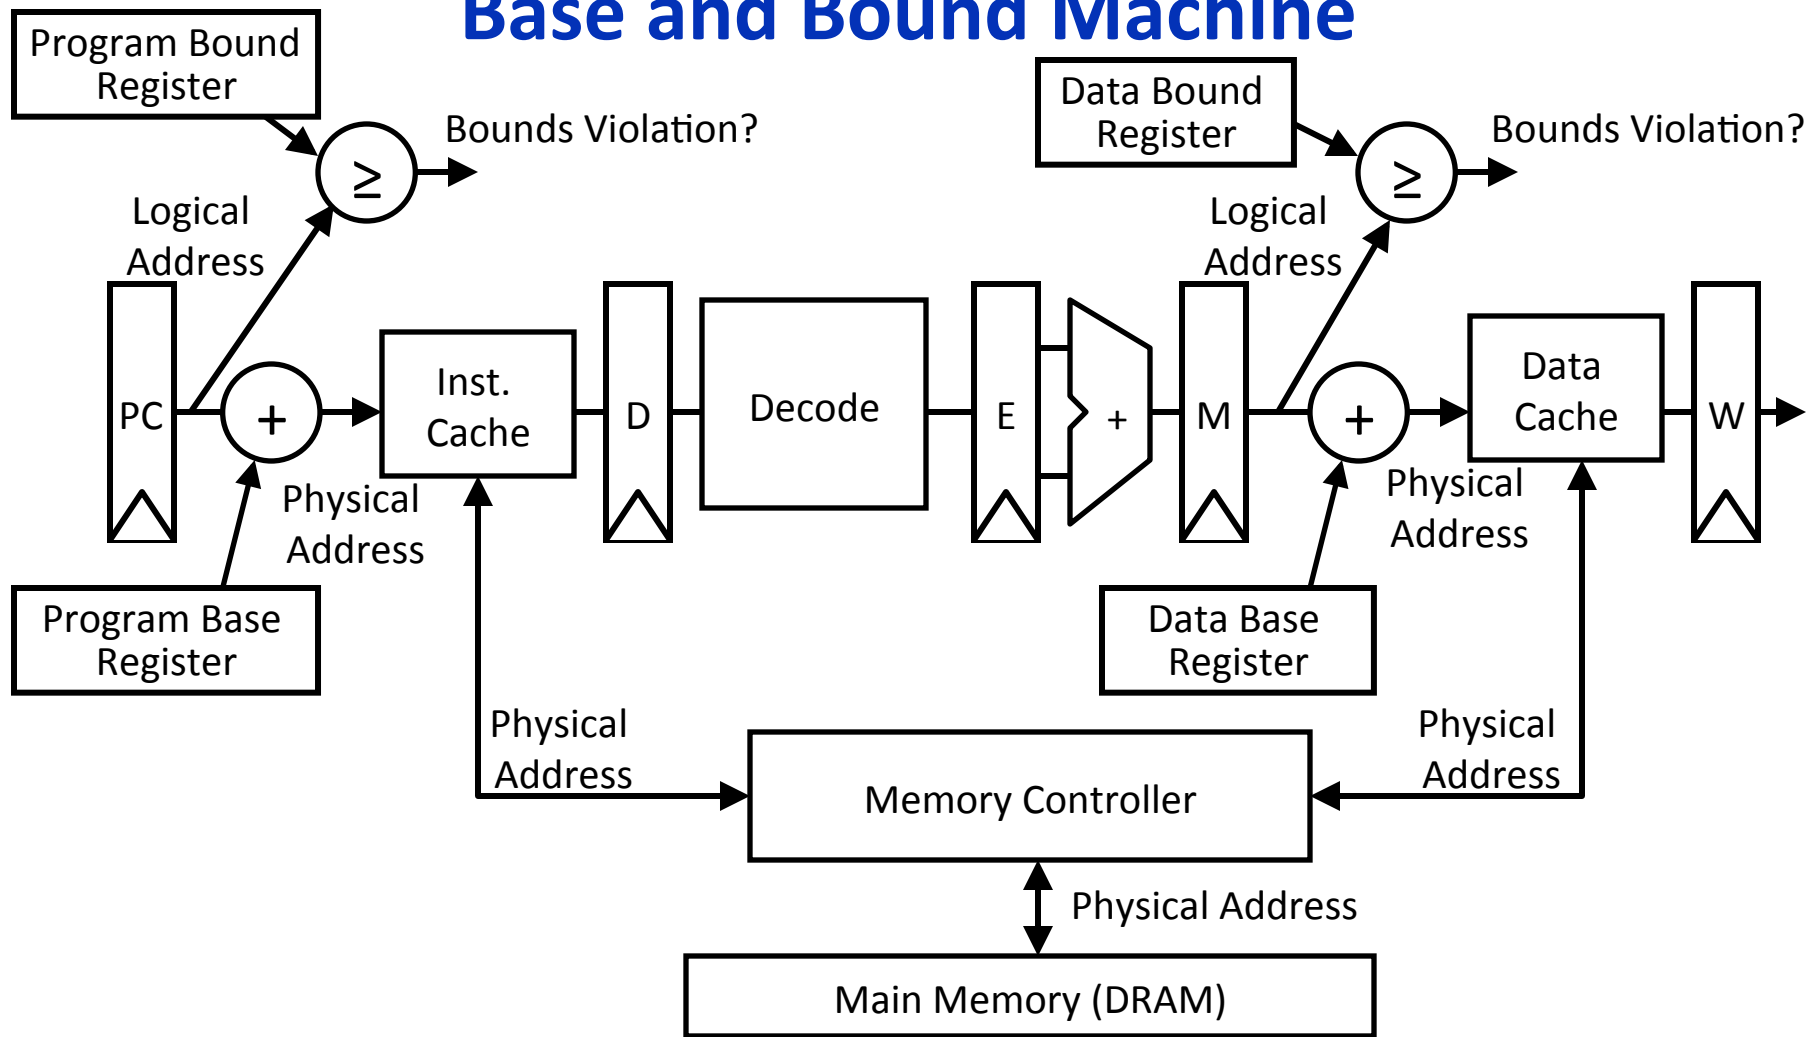 Base and Bound Machine
Program Bound
Register
Data Bound
Register
Bounds Violation?
Bounds Violation?
≥
≥
Logical
Address
Logical
Address
PC
+
Inst.
Cache
D
Decode
E
+
M
+
Data
Cache
W
Physical
Address
Physical
Address
Program Base
Register
Data Base
Register
Physical
Address
Physical
Address
Memory Controller
Physical Address
Main Memory (DRAM)